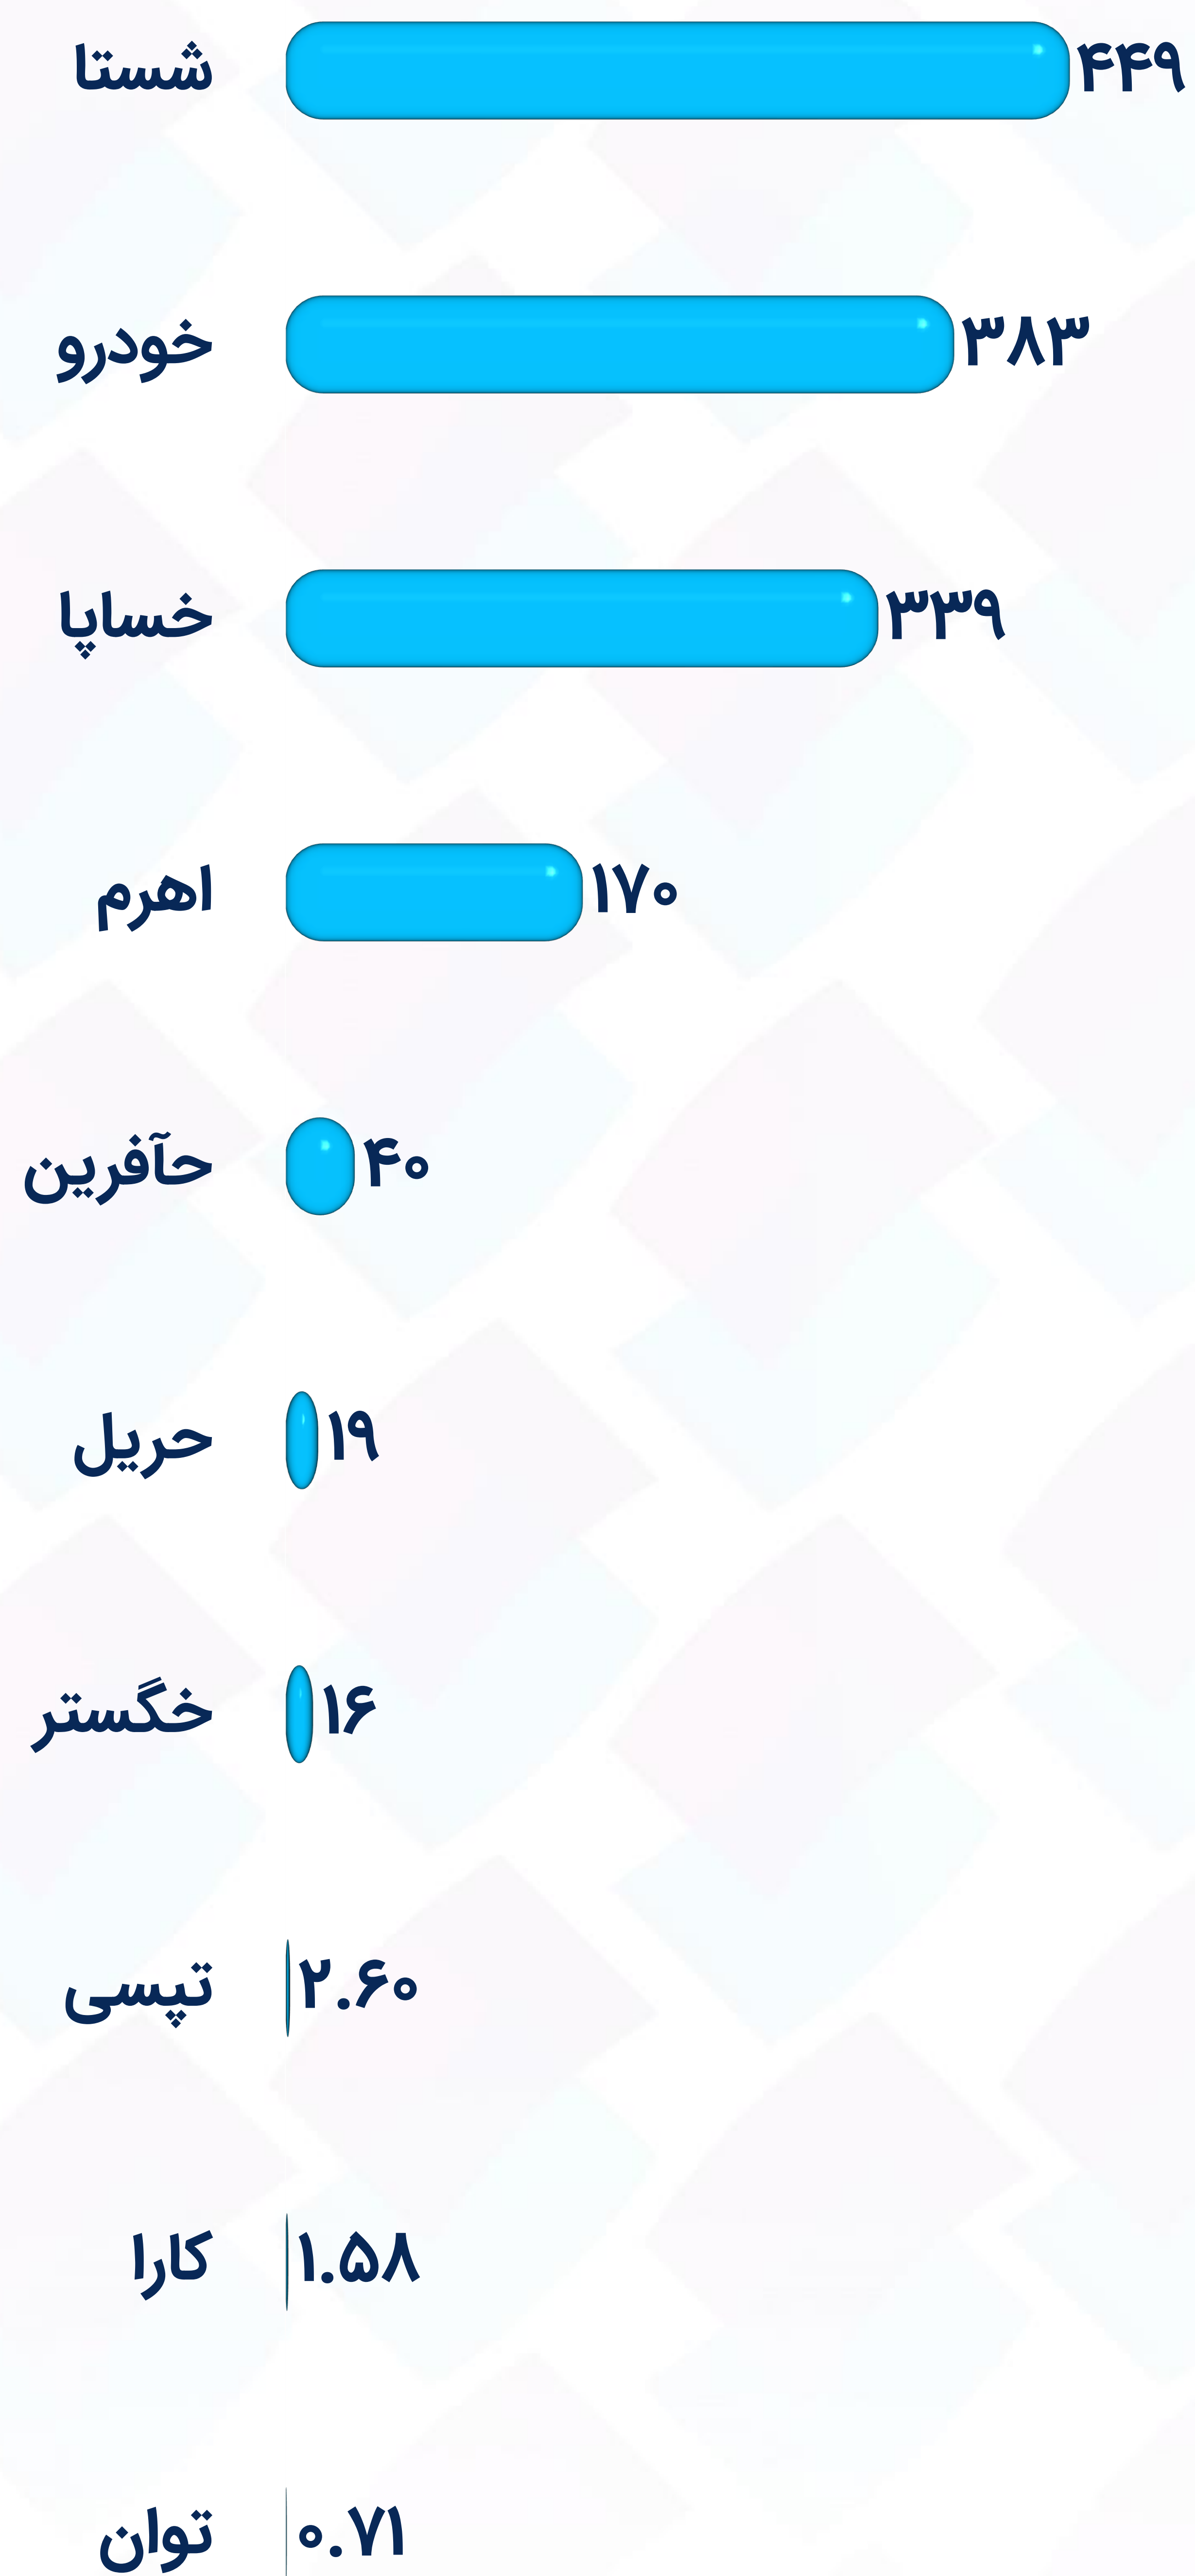 شستا ۴۴۹
خودرو ۳۸۳
خساپا ۳۳۹
اهرم ۱۷۰
حآفرین ۴۰
حریل ۱۹
خگستر ۱۶
تپسی ۲.۶۰
کارا ۱.۵۸
توان ۰.۷۱